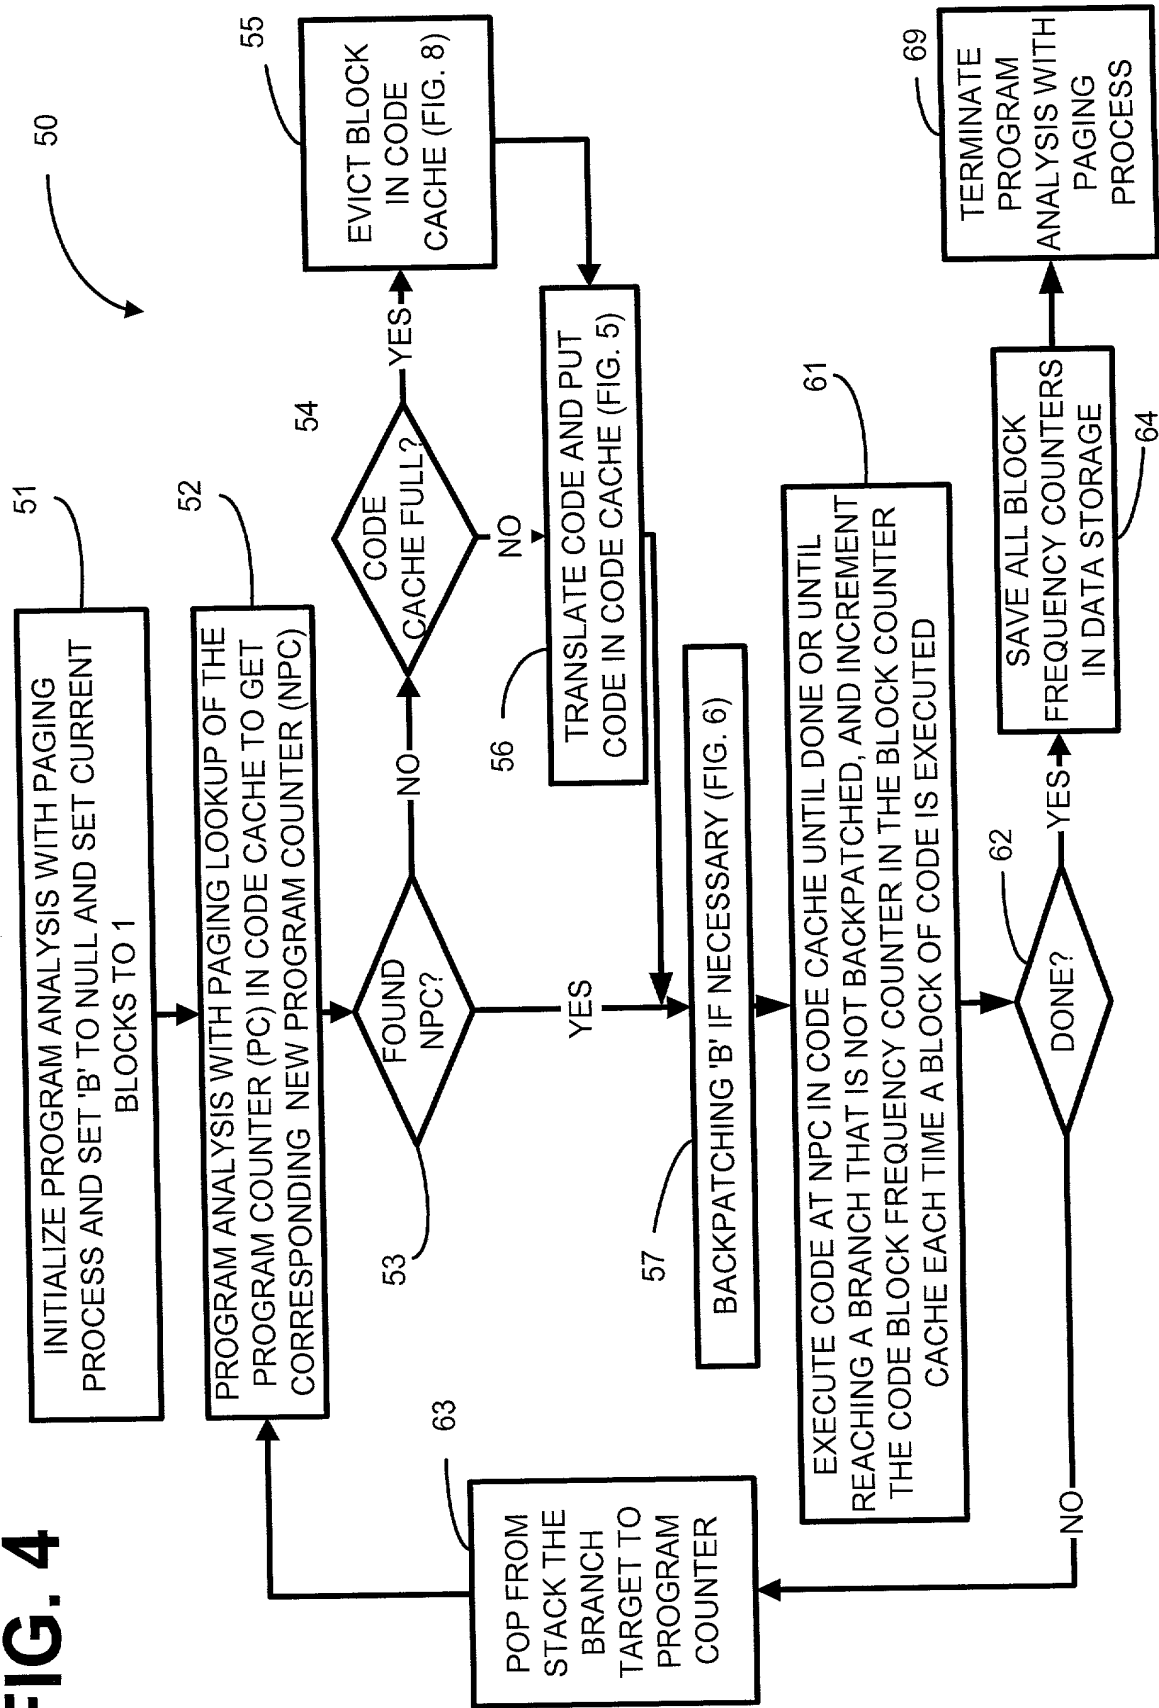 FIG. 4
50
51
INITIALIZE PROGRAM ANALYSIS WITH PAGING
PROCESS AND SET 'B' TO NULL AND SET CURRENT
BLOCKS TO 1
52
PROGRAM ANALYSIS WITH PAGING LOOKUP OF THE
PROGRAM COUNTER (PC) IN CODE CACHE TO GET
CORRESPONDING NEW PROGRAM COUNTER (NPC)
53
FOUND
NPC?
NO
YES
54
CODE
CACHE FULL?
YES
NO
55
EVICT BLOCK
IN CODE
CACHE (FIG. 8)
56
TRANSLATE CODE AND PUT
CODE IN CODE CACHE (FIG. 5)
57
BACKPATCHING 'B' IF NECESSARY (FIG. 6)
61
EXECUTE CODE AT NPC IN CODE CACHE UNTIL DONE OR UNTIL
REACHING A BRANCH THAT IS NOT BACKPATCHED, AND INCREMENT
THE CODE BLOCK FREQUENCY COUNTER IN THE BLOCK COUNTER
CACHE EACH TIME A BLOCK OF CODE IS EXECUTED
62
DONE?
NO
YES
63
POP FROM
STACK THE
BRANCH
TARGET TO
PROGRAM
COUNTER
SAVE ALL BLOCK
FREQUENCY COUNTERS
IN DATA STORAGE
64
69
TERMINATE
PROGRAM
ANALYSIS WITH
PAGING
PROCESS